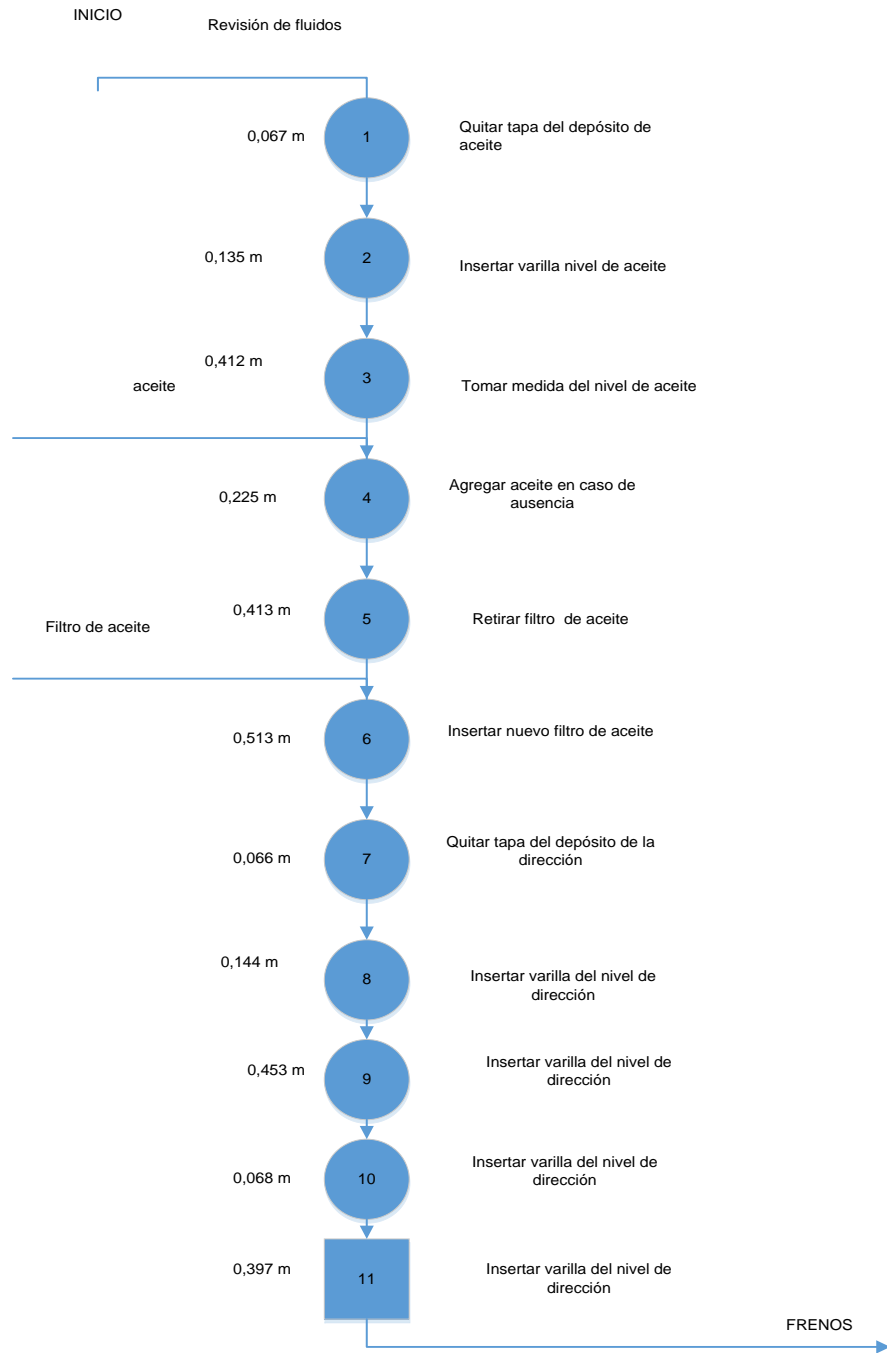 INICIO
Revisión de fluidos
0,067 m
1
Quitar tapa del depósito de
aceite
0,135 m
2
Insertar varilla nivel de aceite
0,412 m
aceite
3
Tomar medida del nivel de aceite
0,225 m
4
Agregar aceite en caso de
ausencia
0,413 m
Filtro de aceite
5
Retirar filtro de aceite
0,513 m
6
Insertar nuevo filtro de aceite
0,066 m
7
Quitar tapa del depósito de la
dirección
0,144 m
8
Insertar varilla del nivel de
dirección
0,453 m
9
Insertar varilla del nivel de
dirección
0,068 m
10
Insertar varilla del nivel de
dirección
0,397 m
11
Insertar varilla del nivel de
dirección
FRENOS